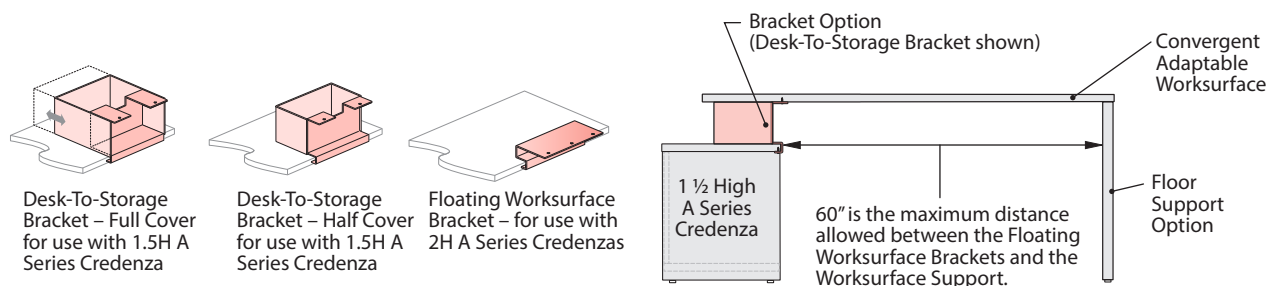 Desk-To-Storage
Bracket – Full Cover
for use with 1.5H A
Series Credenza
Desk-To-Storage
Bracket – Half Cover
for use with 1.5H A
Series Credenza
Floating Worksurface
Bracket – for use with
2H A Series Credenzas
Bracket Option
(Desk-To-Storage Bracket shown)
Convergent
Adaptable
Worksurface
1 ½ High
A Series
Credenza
60” is the maximum distance
allowed between the Floating
Worksurface Brackets and the
Worksurface Support.
Floor
Support
Option